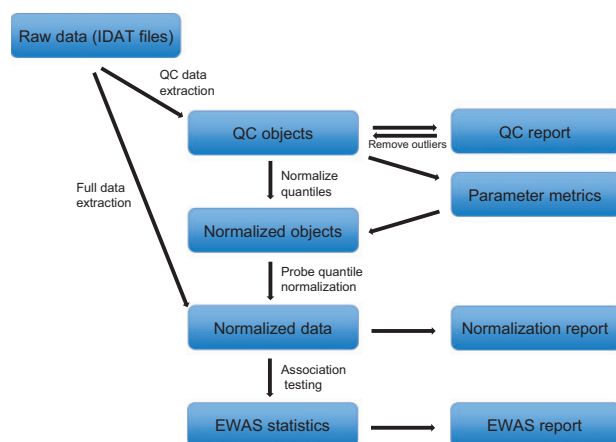 Raw data (IDAT files)
QC data
extraction
QC objects
QC report
Remove outliers
Full data
extraction
Normalize
quantiles
Parameter metrics
Normalized objects
Probe quantile
normalization
Normalized data
Normalization report
Association
testing
EWAS statistics
EWAS report